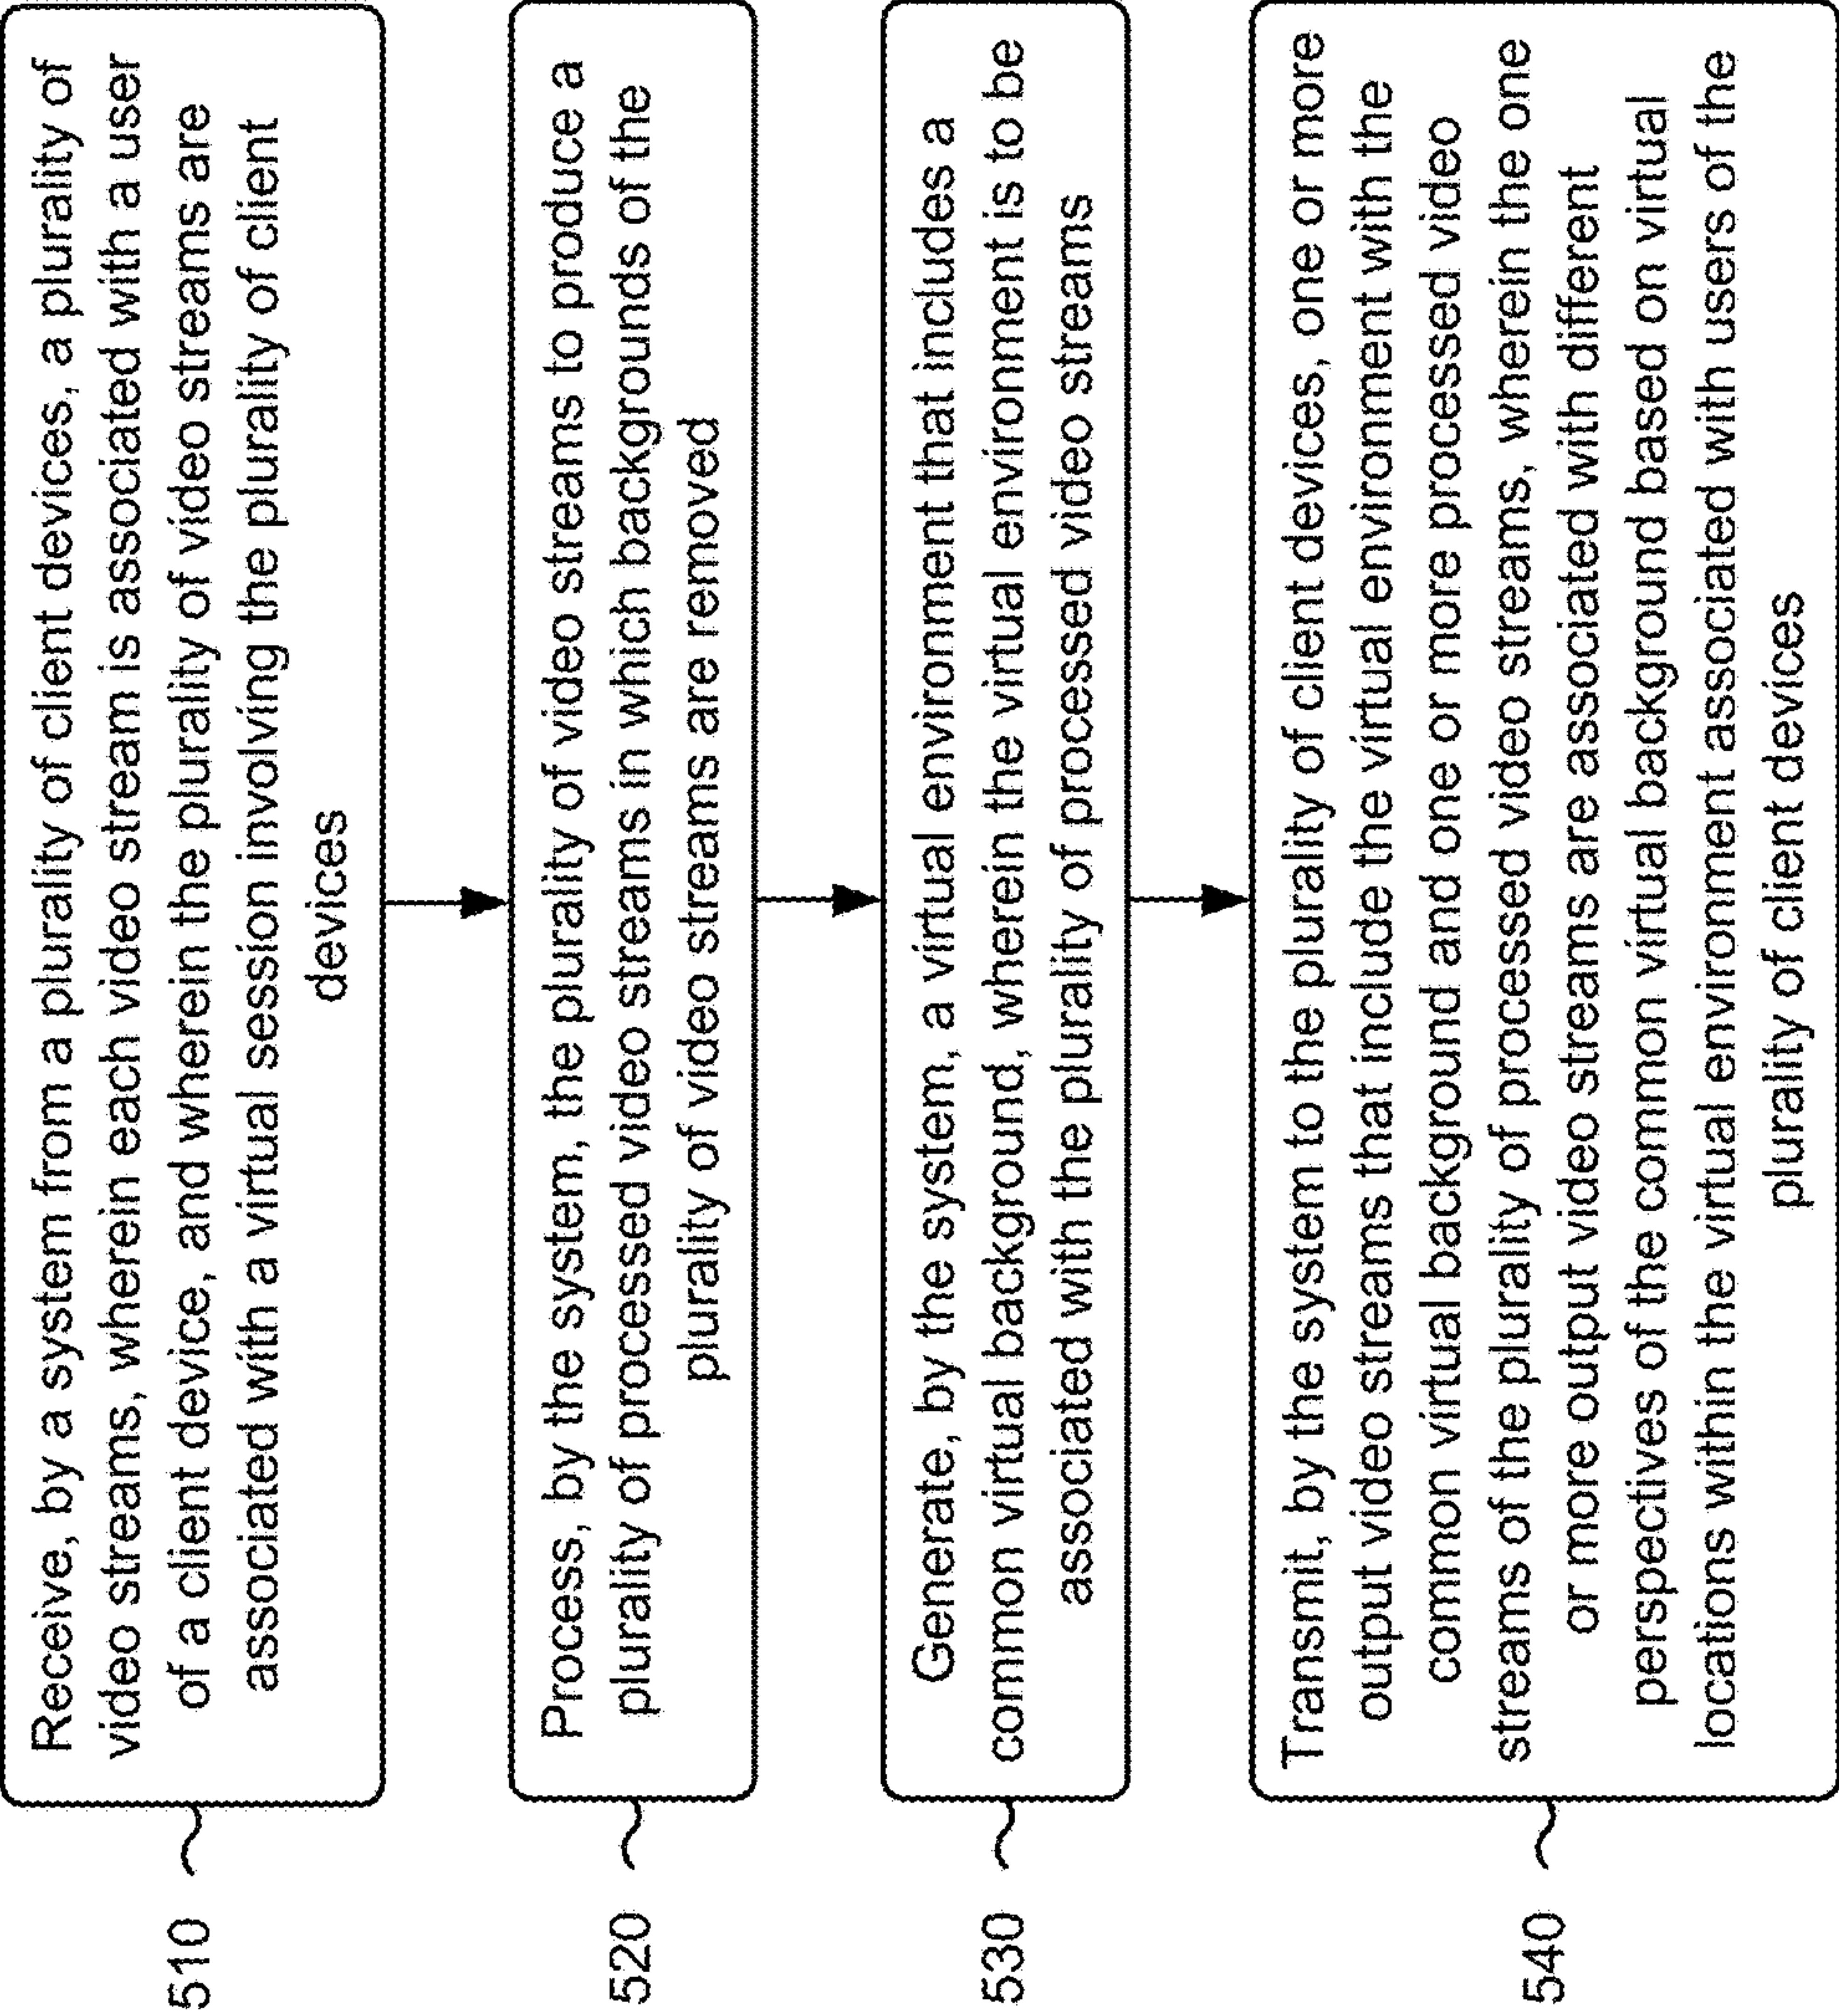 510
Receive, by a system from a plurality of client devices, a plurality of
video streams, wherein each video stream is associated with a user
of a client device, and wherein the plurality of video streams are
associated with a virtual session involving the plurality of client
devices
520
Process, by the system, the plurality of video streams to produce a
plurality of processed video streams in which backgrounds of the
plurality of video streams are removed
530
Generate, by the system, a virtual environment that includes a
common virtual background, wherein the virtual environment is to be
associated with the plurality of processed video streams
540
Transmit, by the system to the plurality of client devices, one or more
output video streams that include the virtual environment with the
common virtual background and one or more processed video
streams of the plurality of processed video streams, wherein the one
or more output video streams are associated with different
perspectives of the common virtual background based on virtual
locations within the virtual environment associated with users of the
plurality of client devices